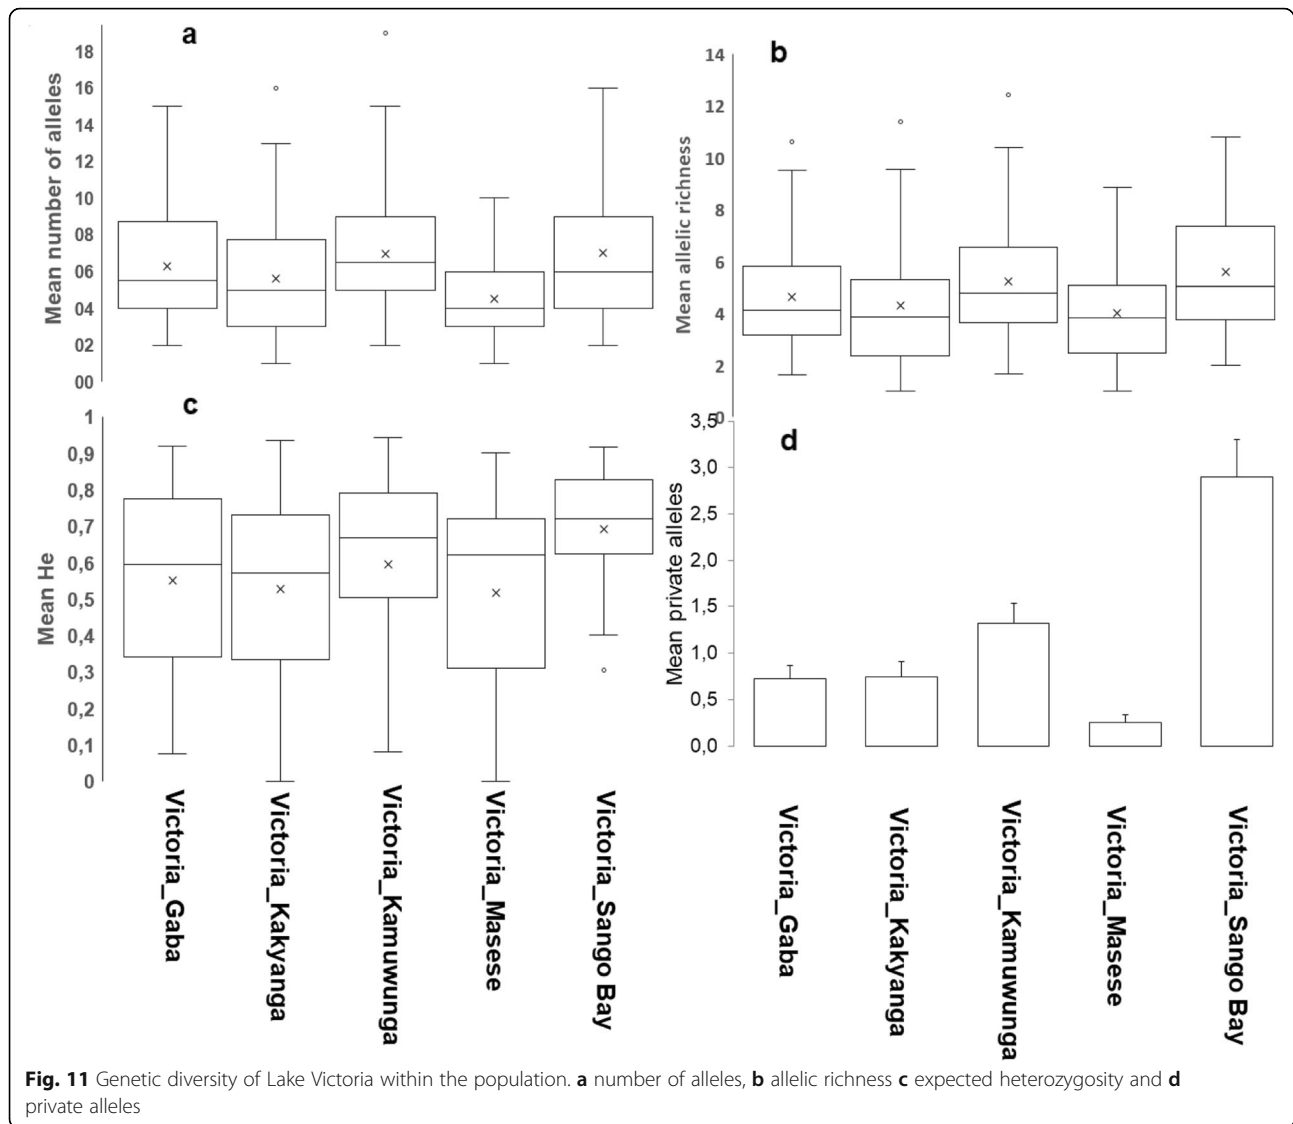 a
Mean number of alleles
18
16
14
12
10
08
06
04
02
00
b
Mean allelic richness
14
12
10
8
6
4
2
0
c
Mean He
1
0,9
0,8
0,7
0,6
0,5
0,4
0,3
0,2
0,1
0
Victoria_Gaba
Victoria_Kakyanga
Victoria_Kamuwunga
Victoria_Masese
Victoria_Sango Bay
d
Mean private alleles
3,5
3,0
2,5
2,0
1,5
1,0
0,5
0,0
Victoria_Gaba
Victoria_Kakyanga
Victoria_Kamuwunga
Victoria_Masese
Victoria_Sango Bay
Fig. 11 Genetic diversity of Lake Victoria within the population. a number of alleles, b allelic richness c expected heterozygosity and d
private alleles